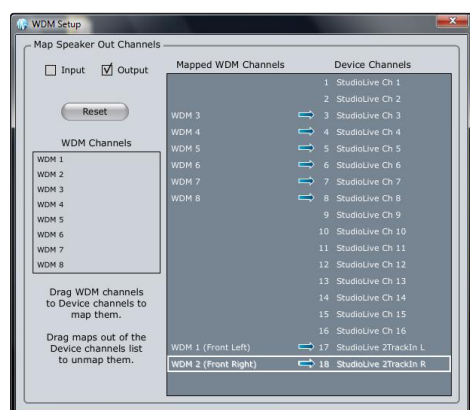 WDM Setup
Map Speaker Out Channels
Input Output
Reset
WDM Channels
WDM 1
WDM 2
WDM 3
WDM 4
WDM 5
WDM 6
WDM 7
WDM 8
Drag WDM channels
to Device channels to
map them.
Drag maps out of the
Device channels list
to unmap them.
Mapped WDM Channels Device Channels
1 StudioLive Ch 1
2 StudioLive Ch 2
WDM 3 3 StudioLive Ch 3
WDM 4 4 StudioLive Ch 4
WDM 5 5 StudioLive Ch 5
WDM 6 6 StudioLive Ch 6
WDM 7 7 StudioLive Ch 7
WDM 8 8 StudioLive Ch 8
9 StudioLive Ch 9
10 StudioLive Ch 10
11 StudioLive Ch 11
12 StudioLive Ch 12
13 StudioLive Ch 13
14 StudioLive Ch 14
15 StudioLive Ch 15
16 StudioLive Ch 16
WDM 1 (Front Left) 17 StudioLive 2TrackIn L
WDM 2 (Front Right) 18 StudioLive 2TrackIn R